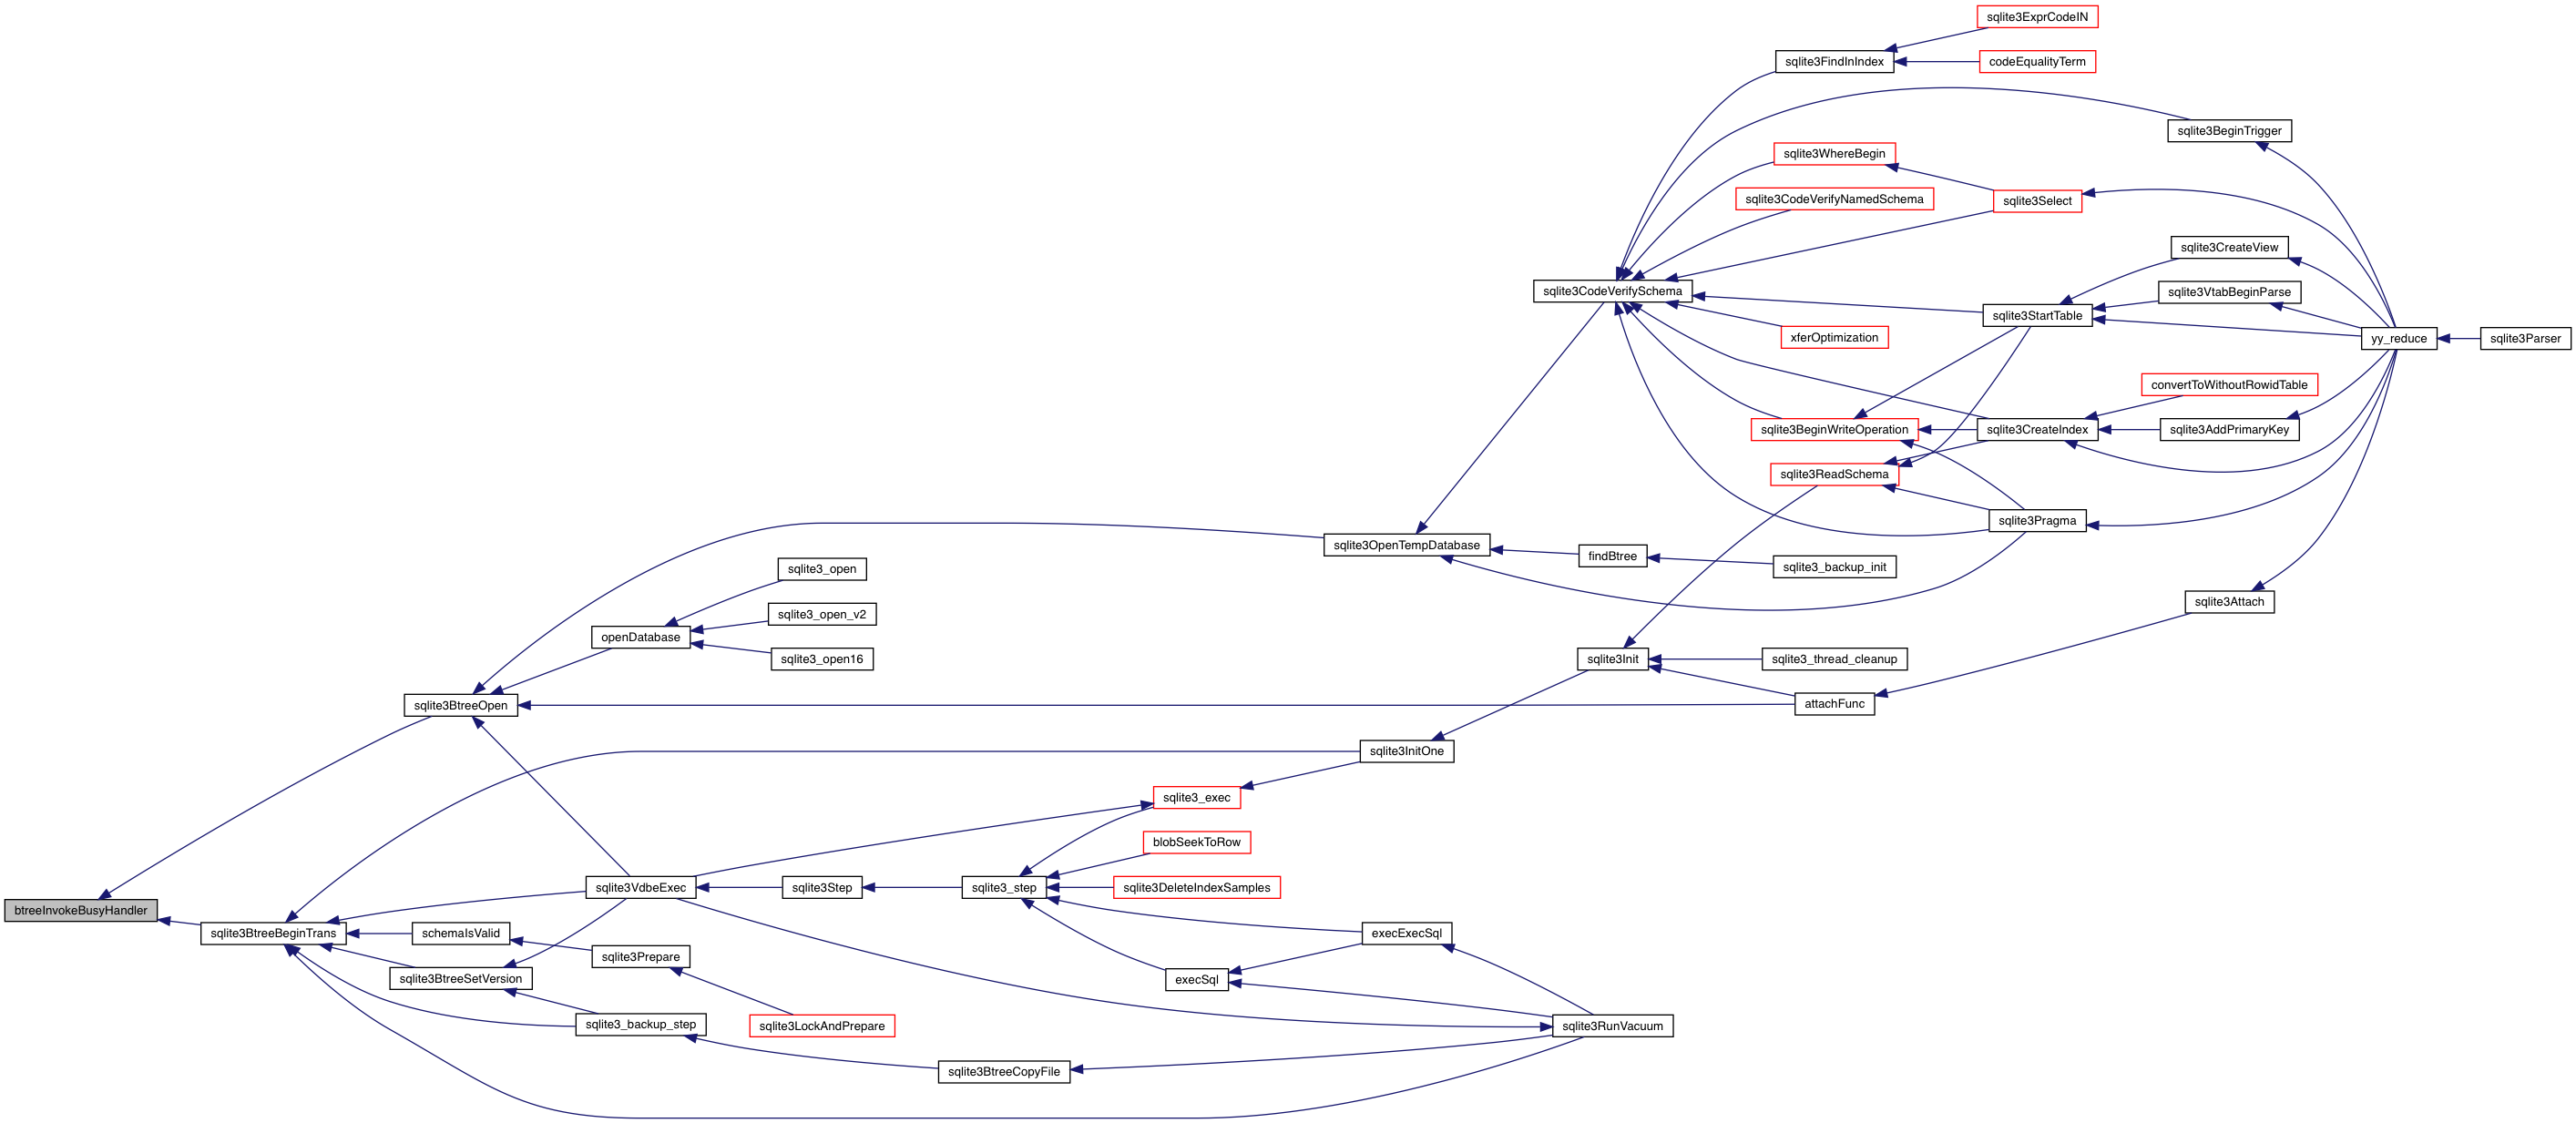 sqlite3ExprCodeIN
sqlite3FindInIndex
codeEqualityTerm
sqlite3BeginTrigger
sqlite3WhereBegin
sqlite3CodeVerifyNamedSchema
sqlite3Select
sqlite3CreateView
sqlite3CodeVerifySchema
sqlite3VtabBeginParse
sqlite3StartTable
xferOptimization
yy_reduce
sqlite3Parser
convertToWithoutRowidTable
sqlite3BeginWriteOperation
sqlite3CreateIndex
sqlite3AddPrimaryKey
sqlite3ReadSchema
sqlite3Pragma
sqlite3OpenTempDatabase
findBtree
sqlite3_backup_init
sqlite3_open
sqlite3Attach
sqlite3_open_v2
openDatabase
sqlite3_open16
sqlite3Init
sqlite3_thread_cleanup
sqlite3BtreeOpen
attachFunc
sqlite3InitOne
sqlite3_exec
blobSeekToRow
sqlite3VdbeExec
sqlite3Step
sqlite3_step
sqlite3DeleteIndexSamples
btreeInvokeBusyHandler
sqlite3BtreeBeginTrans
schemaIsValid
execExecSql
sqlite3Prepare
sqlite3BtreeSetVersion
execSql
sqlite3_backup_step
sqlite3LockAndPrepare
sqlite3RunVacuum
sqlite3BtreeCopyFile